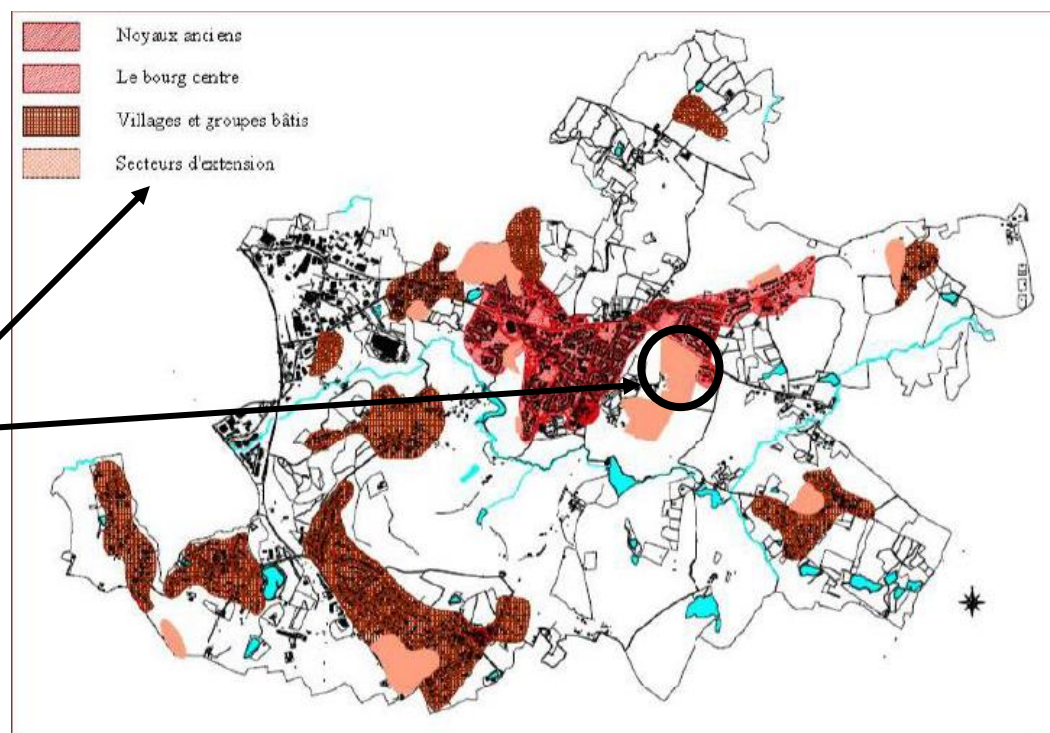 Noyaux anciens
Le bourg centre
Villages et groupes bâtis
Secteurs d'extension